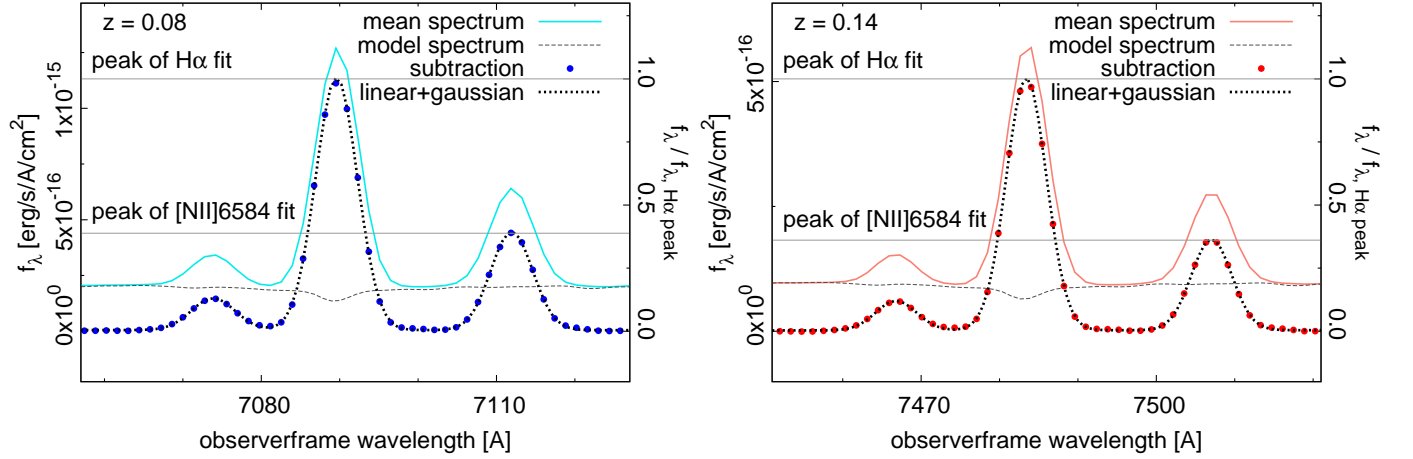 z = 0.08
mean spectrum
model spectrum
subtraction
linear+gaussian
peak of Hα fit
peak of [NII]6584 fit
fλ [erg/s/A/cm²]
1x10⁻¹⁵
5x10⁻¹⁶
0x10⁰
1.0
0.5
0.0
fλ / fλ, Hα peak
7080
7110
observerframe wavelength [A]
z = 0.14
mean spectrum
model spectrum
subtraction
linear+gaussian
peak of Hα fit
peak of [NII]6584 fit
fλ [erg/s/A/cm²]
5x10⁻¹⁶
0x10⁰
1.0
0.5
0.0
fλ / fλ, Hα peak
7470
7500
observerframe wavelength [A]